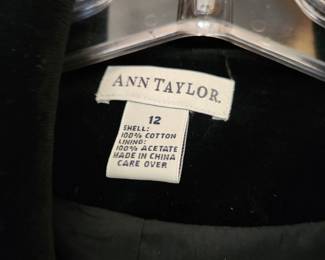 ANN TAYLOR.
12
SHELL:
100% COTTON
LINING:
100% ACETATE
MADE IN CHINA
CARE OVER